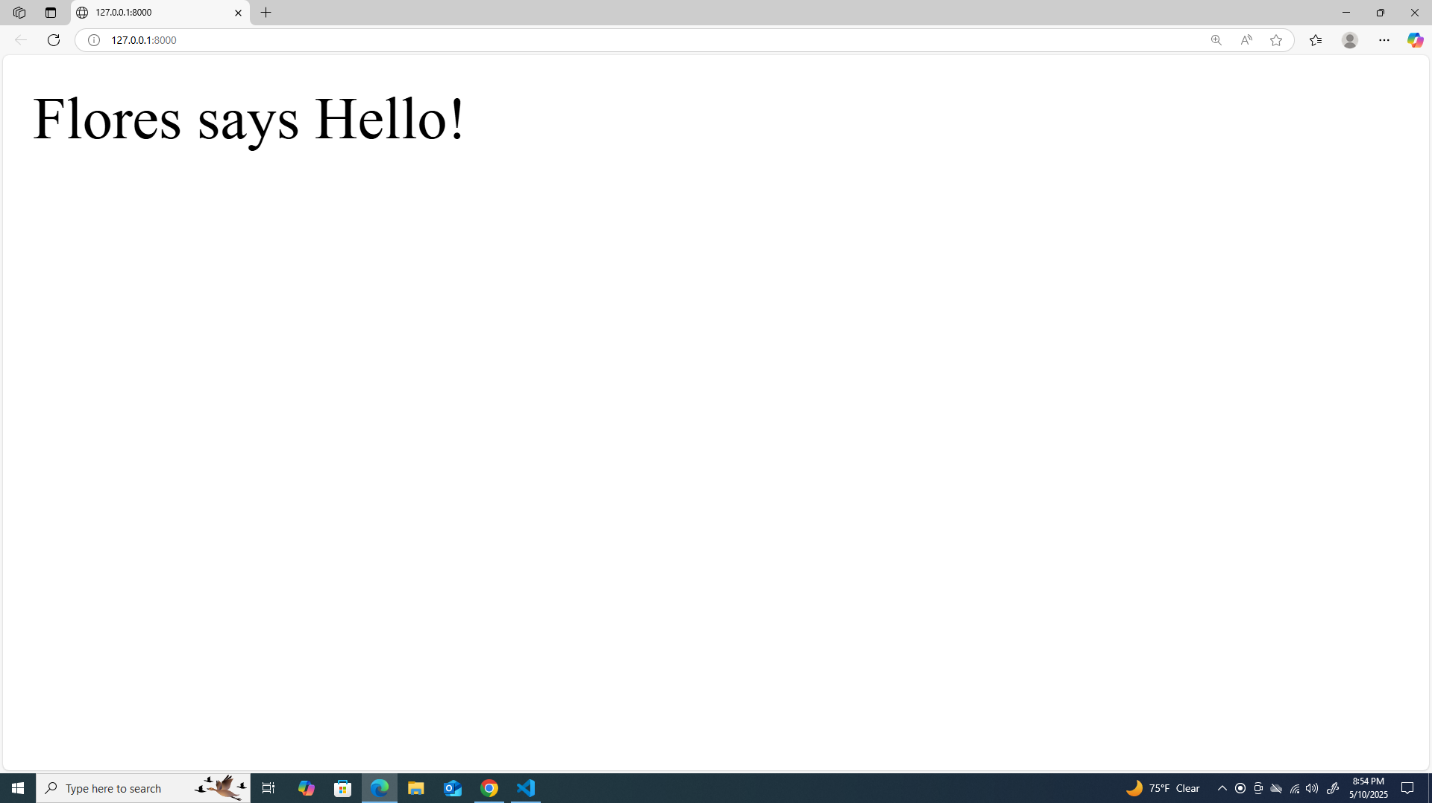 127.0.0.1:8000
127.0.0.1:8000
Flores says Hello!
Type here to search
75°F Clear
8:54 PM
5/10/2025